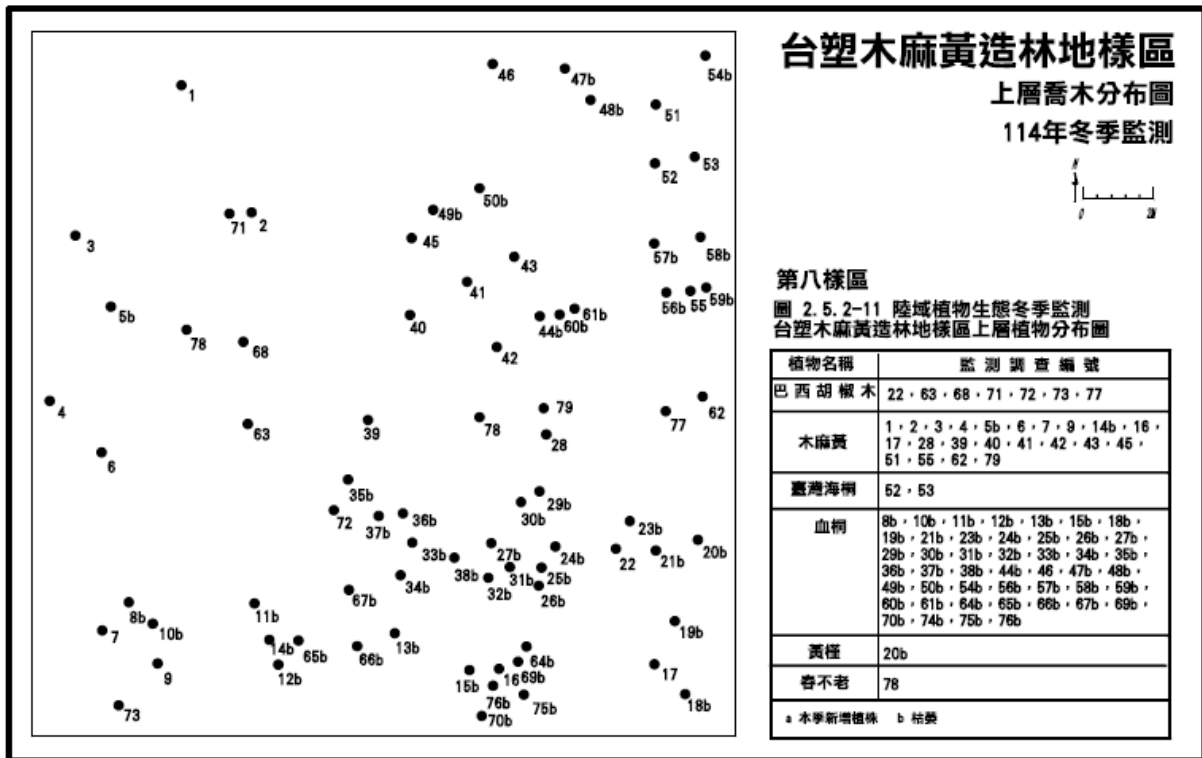 台塑木麻黃造林地樣區
上層喬木分布圖
114年冬季監測
N
0
2M
46
47b
54b
1
48b
51
53
52
50b
49b
71
2
3
45
57b
58b
43
41
56b
55
59b
5b
61b
40
44b
60b
78
68
42
4
79
62
78
77
63
39
28
6
35b
29b
30b
72
36b
37b
23b
33b
27b
24b
20b
38b
22
21b
31b
25b
34b
32b
26b
67b
8b
11b
10b
7
19b
14b
65b
13b
66b
64b
9
12b
69b
17
15b
16
76b
75b
18b
73
70b
第八樣區
圖 2.5.2-11 陸域植物生態冬季監測
台塑木麻黃造林地樣區上層植物分布圖
植物名稱 監測調查編號
巴西胡椒木 22，63，68，71，72，73，77
木麻黃 1，2，3，4，5b，6，7，9，14b，16，
17，28，39，40，41，42，43，45，
51，55，62，79
臺灣海桐 52，53
血桐 8b，10b，11b，12b，13b，15b，18b，
19b，21b，23b，24b，25b，26b，27b，
29b，30b，31b，32b，33b，34b，35b，
36b，37b，38b，44b，46，47b，48b，
49b，50b，54b，56b，57b，58b，59b，
60b，61b，64b，65b，66b，67b，69b，
70b，74b，75b，76b
黃槿 20b
春不老 78
a 本季新增植株 b 枯萎